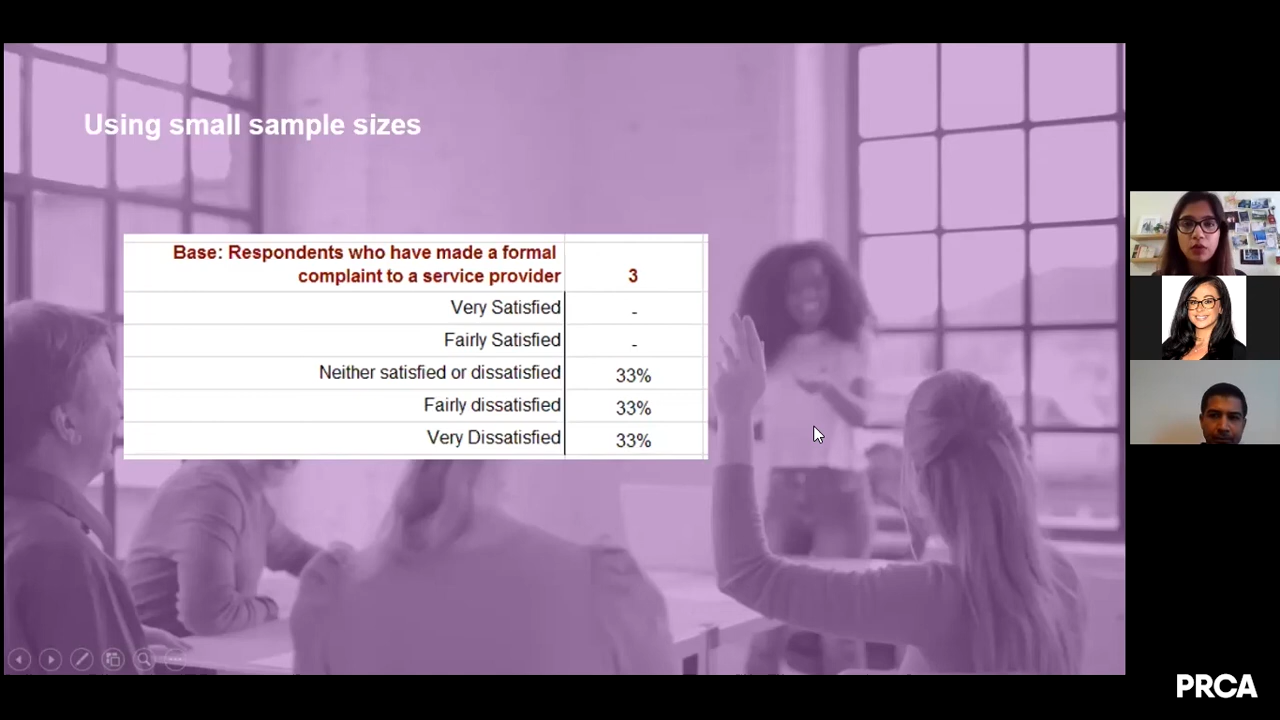 Using small sample sizes
Base: Respondents who have made a formal
complaint to a service provider 3
Very Satisfied -
Fairly Satisfied -
Neither satisfied or dissatisfied 33%
Fairly dissatisfied 33%
Very Dissatisfied 33%
PRCA